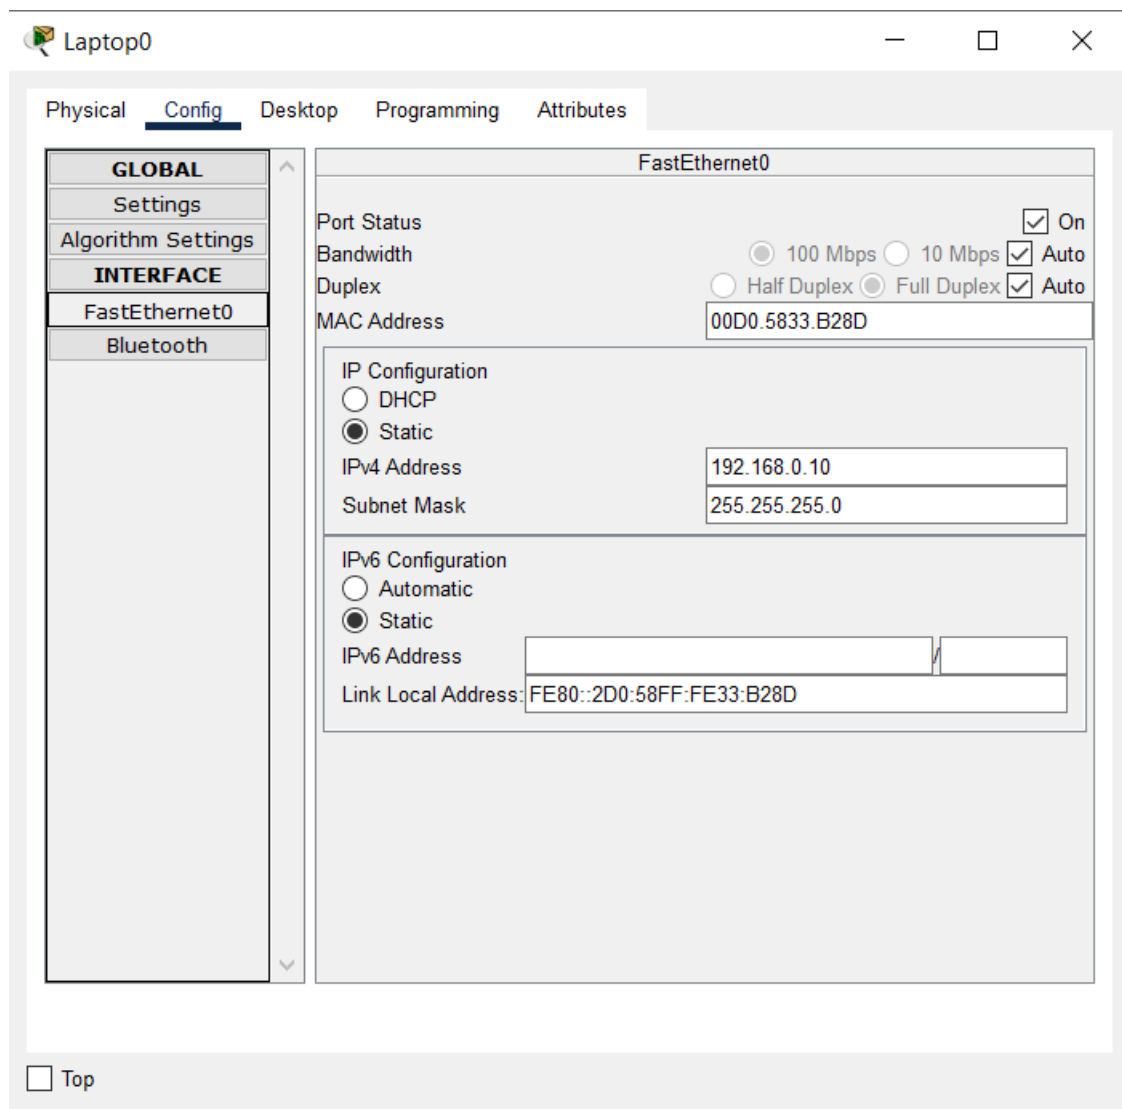 Laptop0
Physical Config Desktop Programming Attributes
GLOBAL
Settings
Algorithm Settings
INTERFACE
FastEthernet0
Bluetooth
FastEthernet0
Port Status On
Bandwidth 100 Mbps 10 Mbps Auto
Duplex Half Duplex Full Duplex Auto
MAC Address 00D0.5833.B28D
IP Configuration
DHCP
Static
IPv4 Address 192.168.0.10
Subnet Mask 255.255.255.0
IPv6 Configuration
Automatic
Static
IPv6 Address /
Link Local Address: FE80::2D0:58FF:FE33:B28D
Top